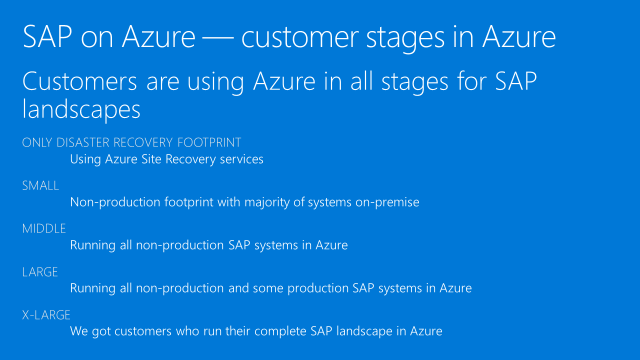 SAP on Azure — customer stages in Azure
Customers are using Azure in all stages for SAP
landscapes
ONLY DISASTER RECOVERY FOOTPRINT
Using Azure Site Recovery services
SMALL
Non-production footprint with majority of systems on-premise
MIDDLE
Running all non-production SAP systems in Azure
LARGE
Running all non-production and some production SAP systems in Azure
X-LARGE
We got customers who run their complete SAP landscape in Azure